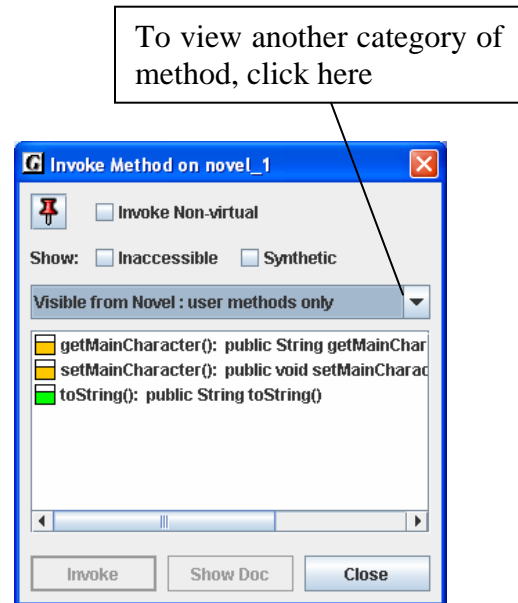 To view another category of
method, click here
Invoke Method on novel_1
Invoke Non-virtual
Show: Inaccessible Synthetic
Visible from Novel : user methods only
getMainCharacter(): public String getMainChar
setMainCharacter(): public void setMainCharac
toString(): public String toString()
Invoke Show Doc Close